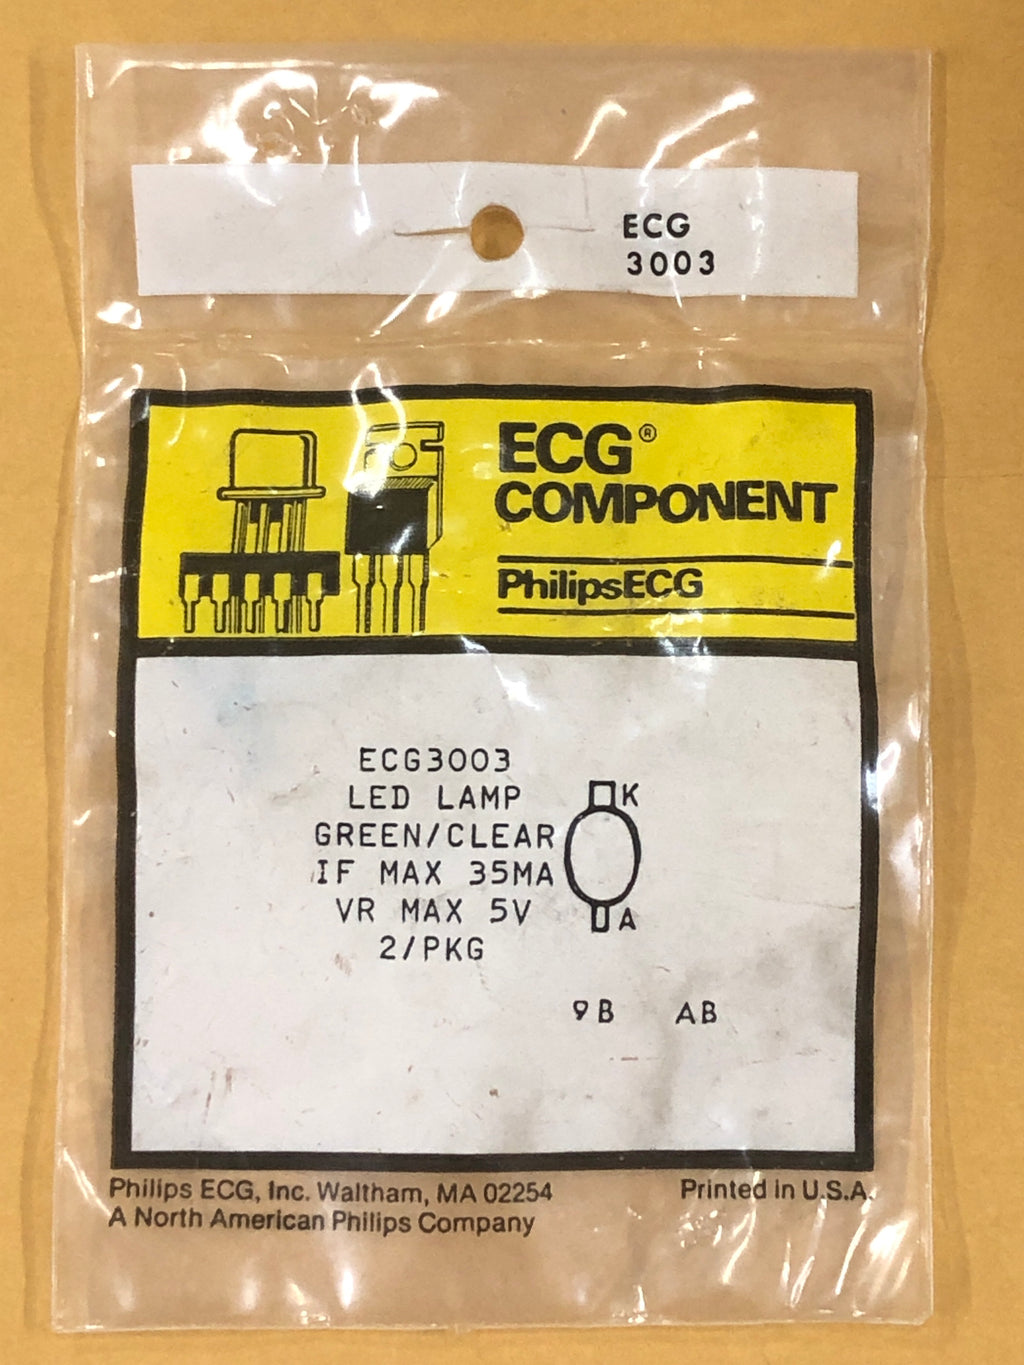 ECG
3003
ECG®
COMPONENT
PhilipsECG
ECG3003
LED LAMP
GREEN/CLEAR
IF MAX 35MA
VR MAX 5V
2/PKG
K
A
9B AB
Philips ECG, Inc. Waltham, MA 02254
A North American Philips Company
Printed in U.S.A.